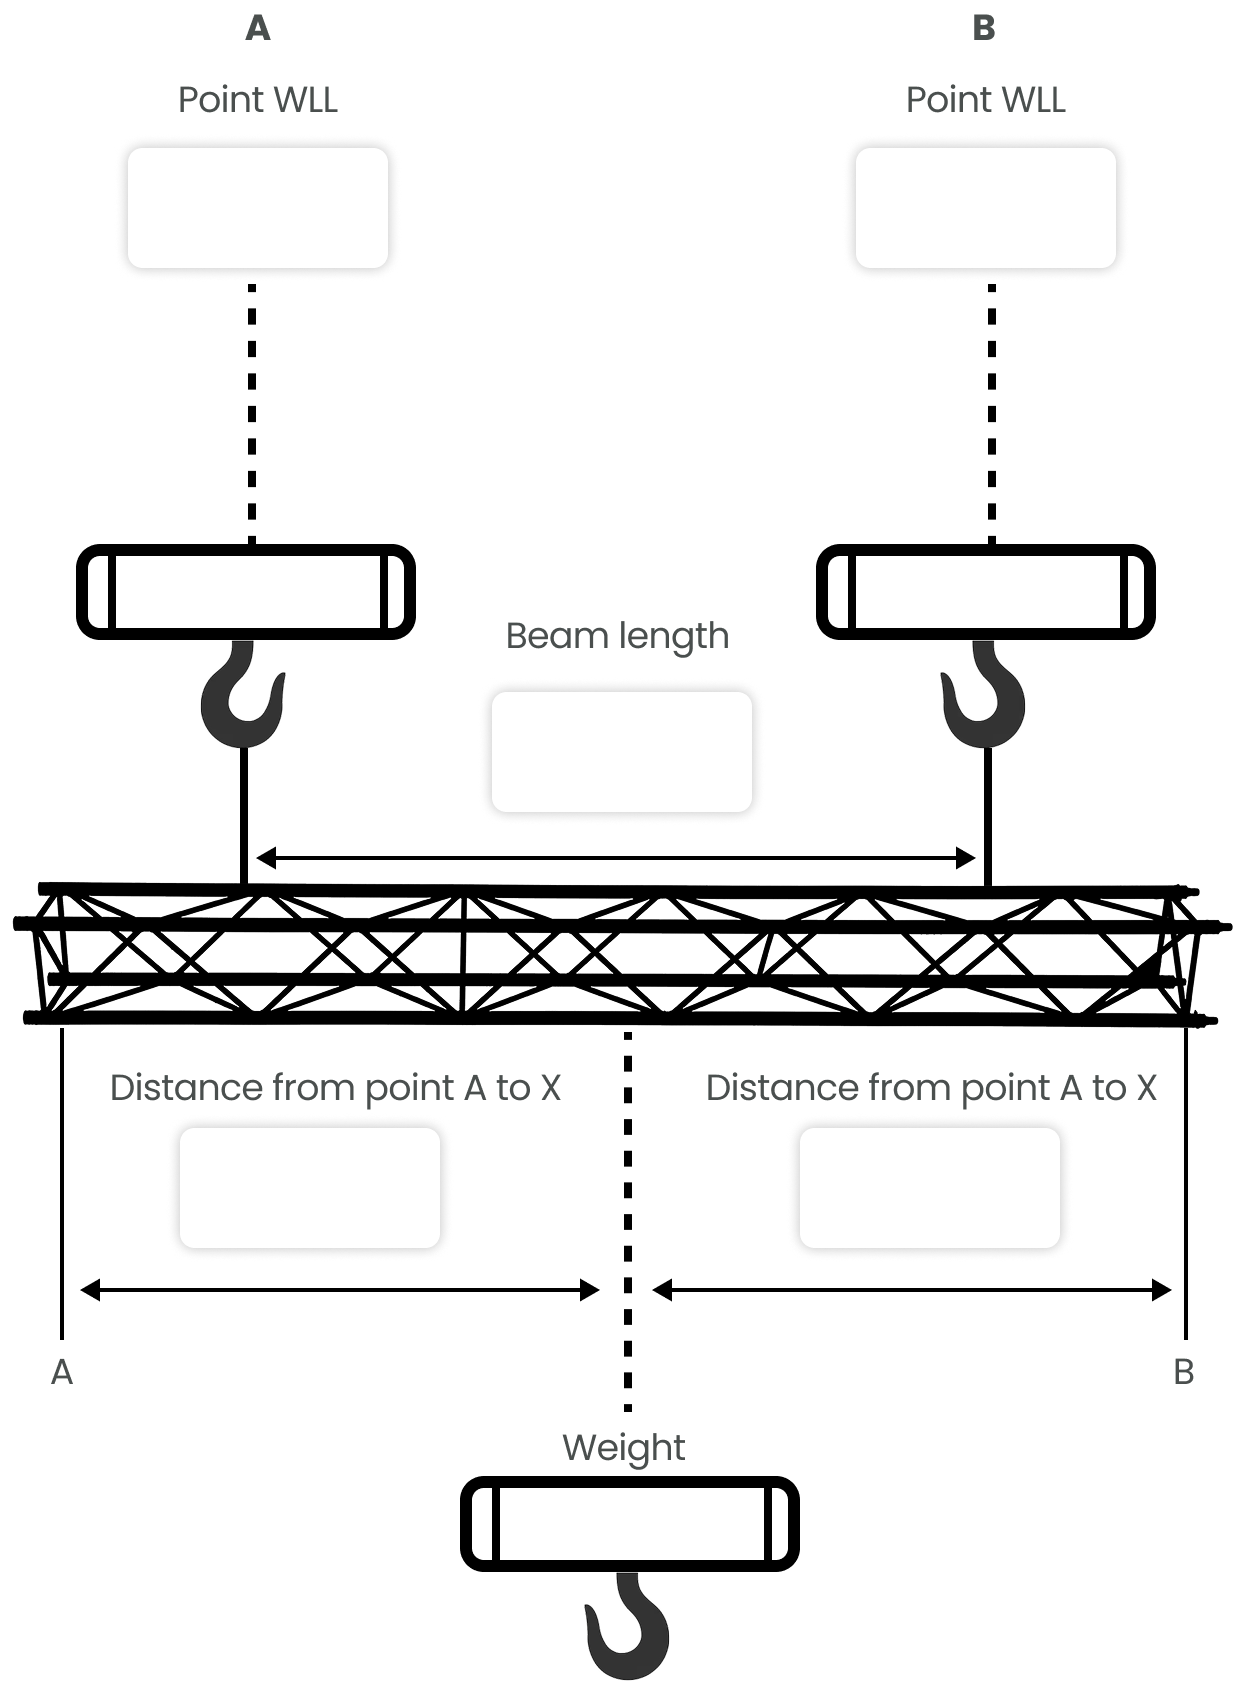 A
B
Point WLL
Point WLL
Beam length
Distance from point A to X
Distance from point A to X
A
B
Weight